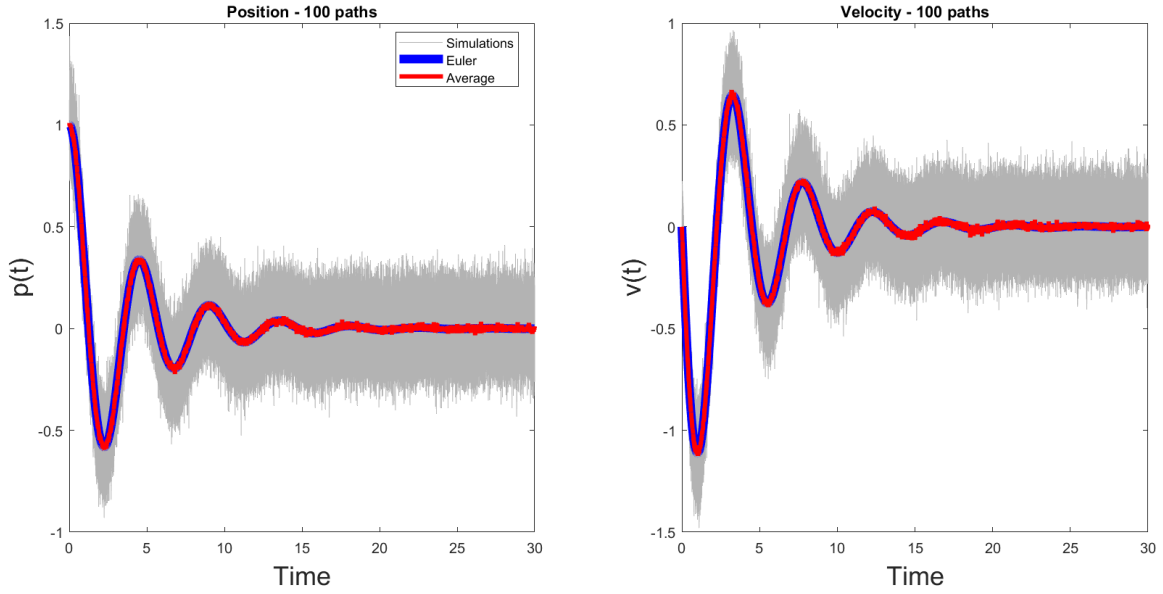 Position - 100 paths
1.5
1
0.5
0
-0.5
-1
p(t)
Simulations
Euler
Average
0 5 10 15 20 25 30
Time
Velocity - 100 paths
1
0.5
0
-0.5
-1
-1.5
v(t)
0 5 10 15 20 25 30
Time